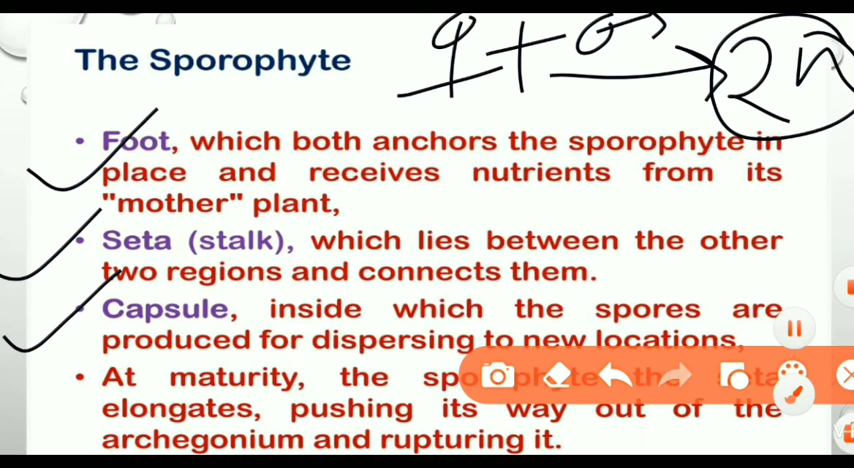 The Sporophyte
♀ + ♂ → 2n
• Foot, which both anchors the sporophyte in
place and receives nutrients from its
"mother" plant,
• Seta (stalk), which lies between the other
two regions and connects them.
• Capsule, inside which the spores are
produced for dispersing to new locations,
• At maturity, the
elongates, pushing its way out of the
archegonium and rupturing it.